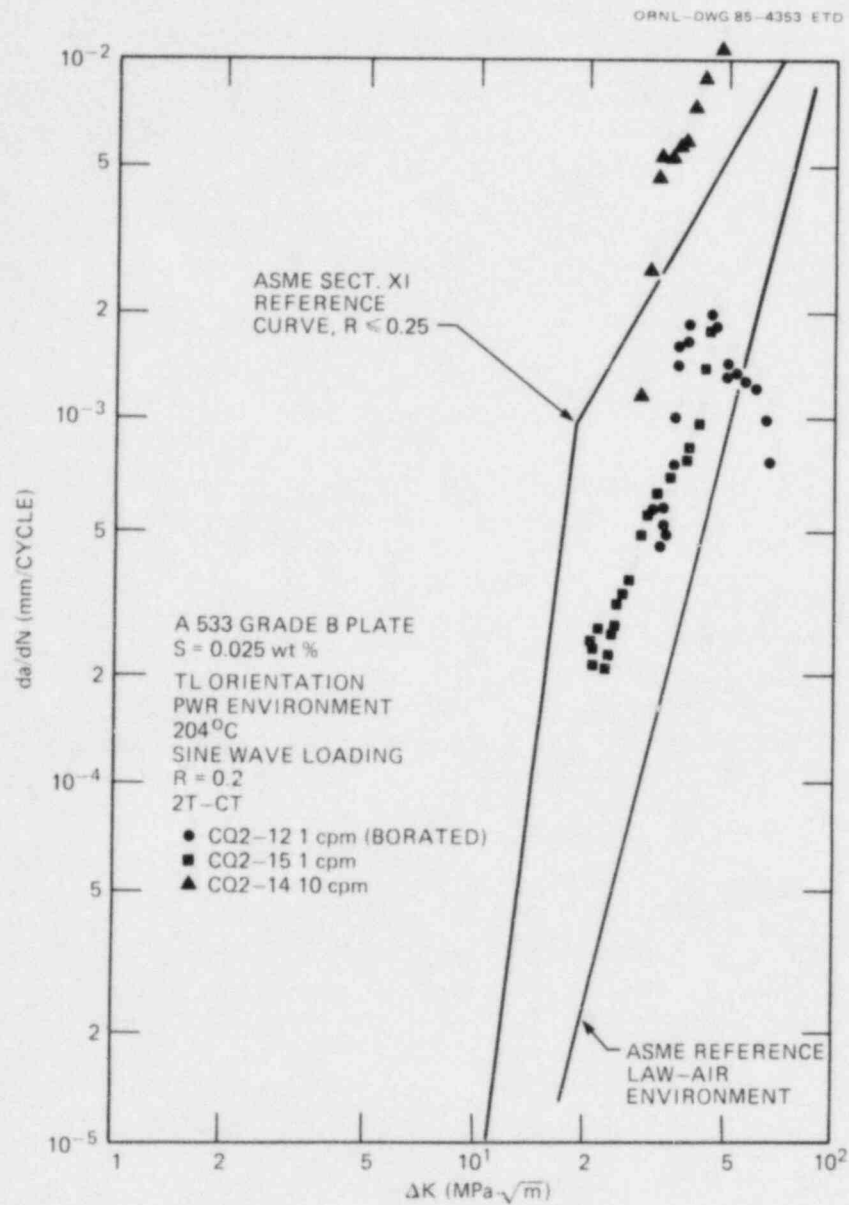 ORNL-DWG 85-4353 ETD
10⁻²
5
2
10⁻³
5
2
10⁻⁴
5
2
10⁻⁵
da/dN (mm/CYCLE)
ASME SECT. XI
REFERENCE
CURVE, R ⩽ 0.25
A 533 GRADE B PLATE
S = 0.025 wt %
TL ORIENTATION
PWR ENVIRONMENT
204°C
SINE WAVE LOADING
R = 0.2
2T-CT
● CQ2-12 1 cpm (BORATED)
■ CQ2-15 1 cpm
▲ CQ2-14 10 cpm
ASME REFERENCE
LAW-AIR
ENVIRONMENT
1 2 5 10¹ 2 5 10²
ΔK (MPa·√m)